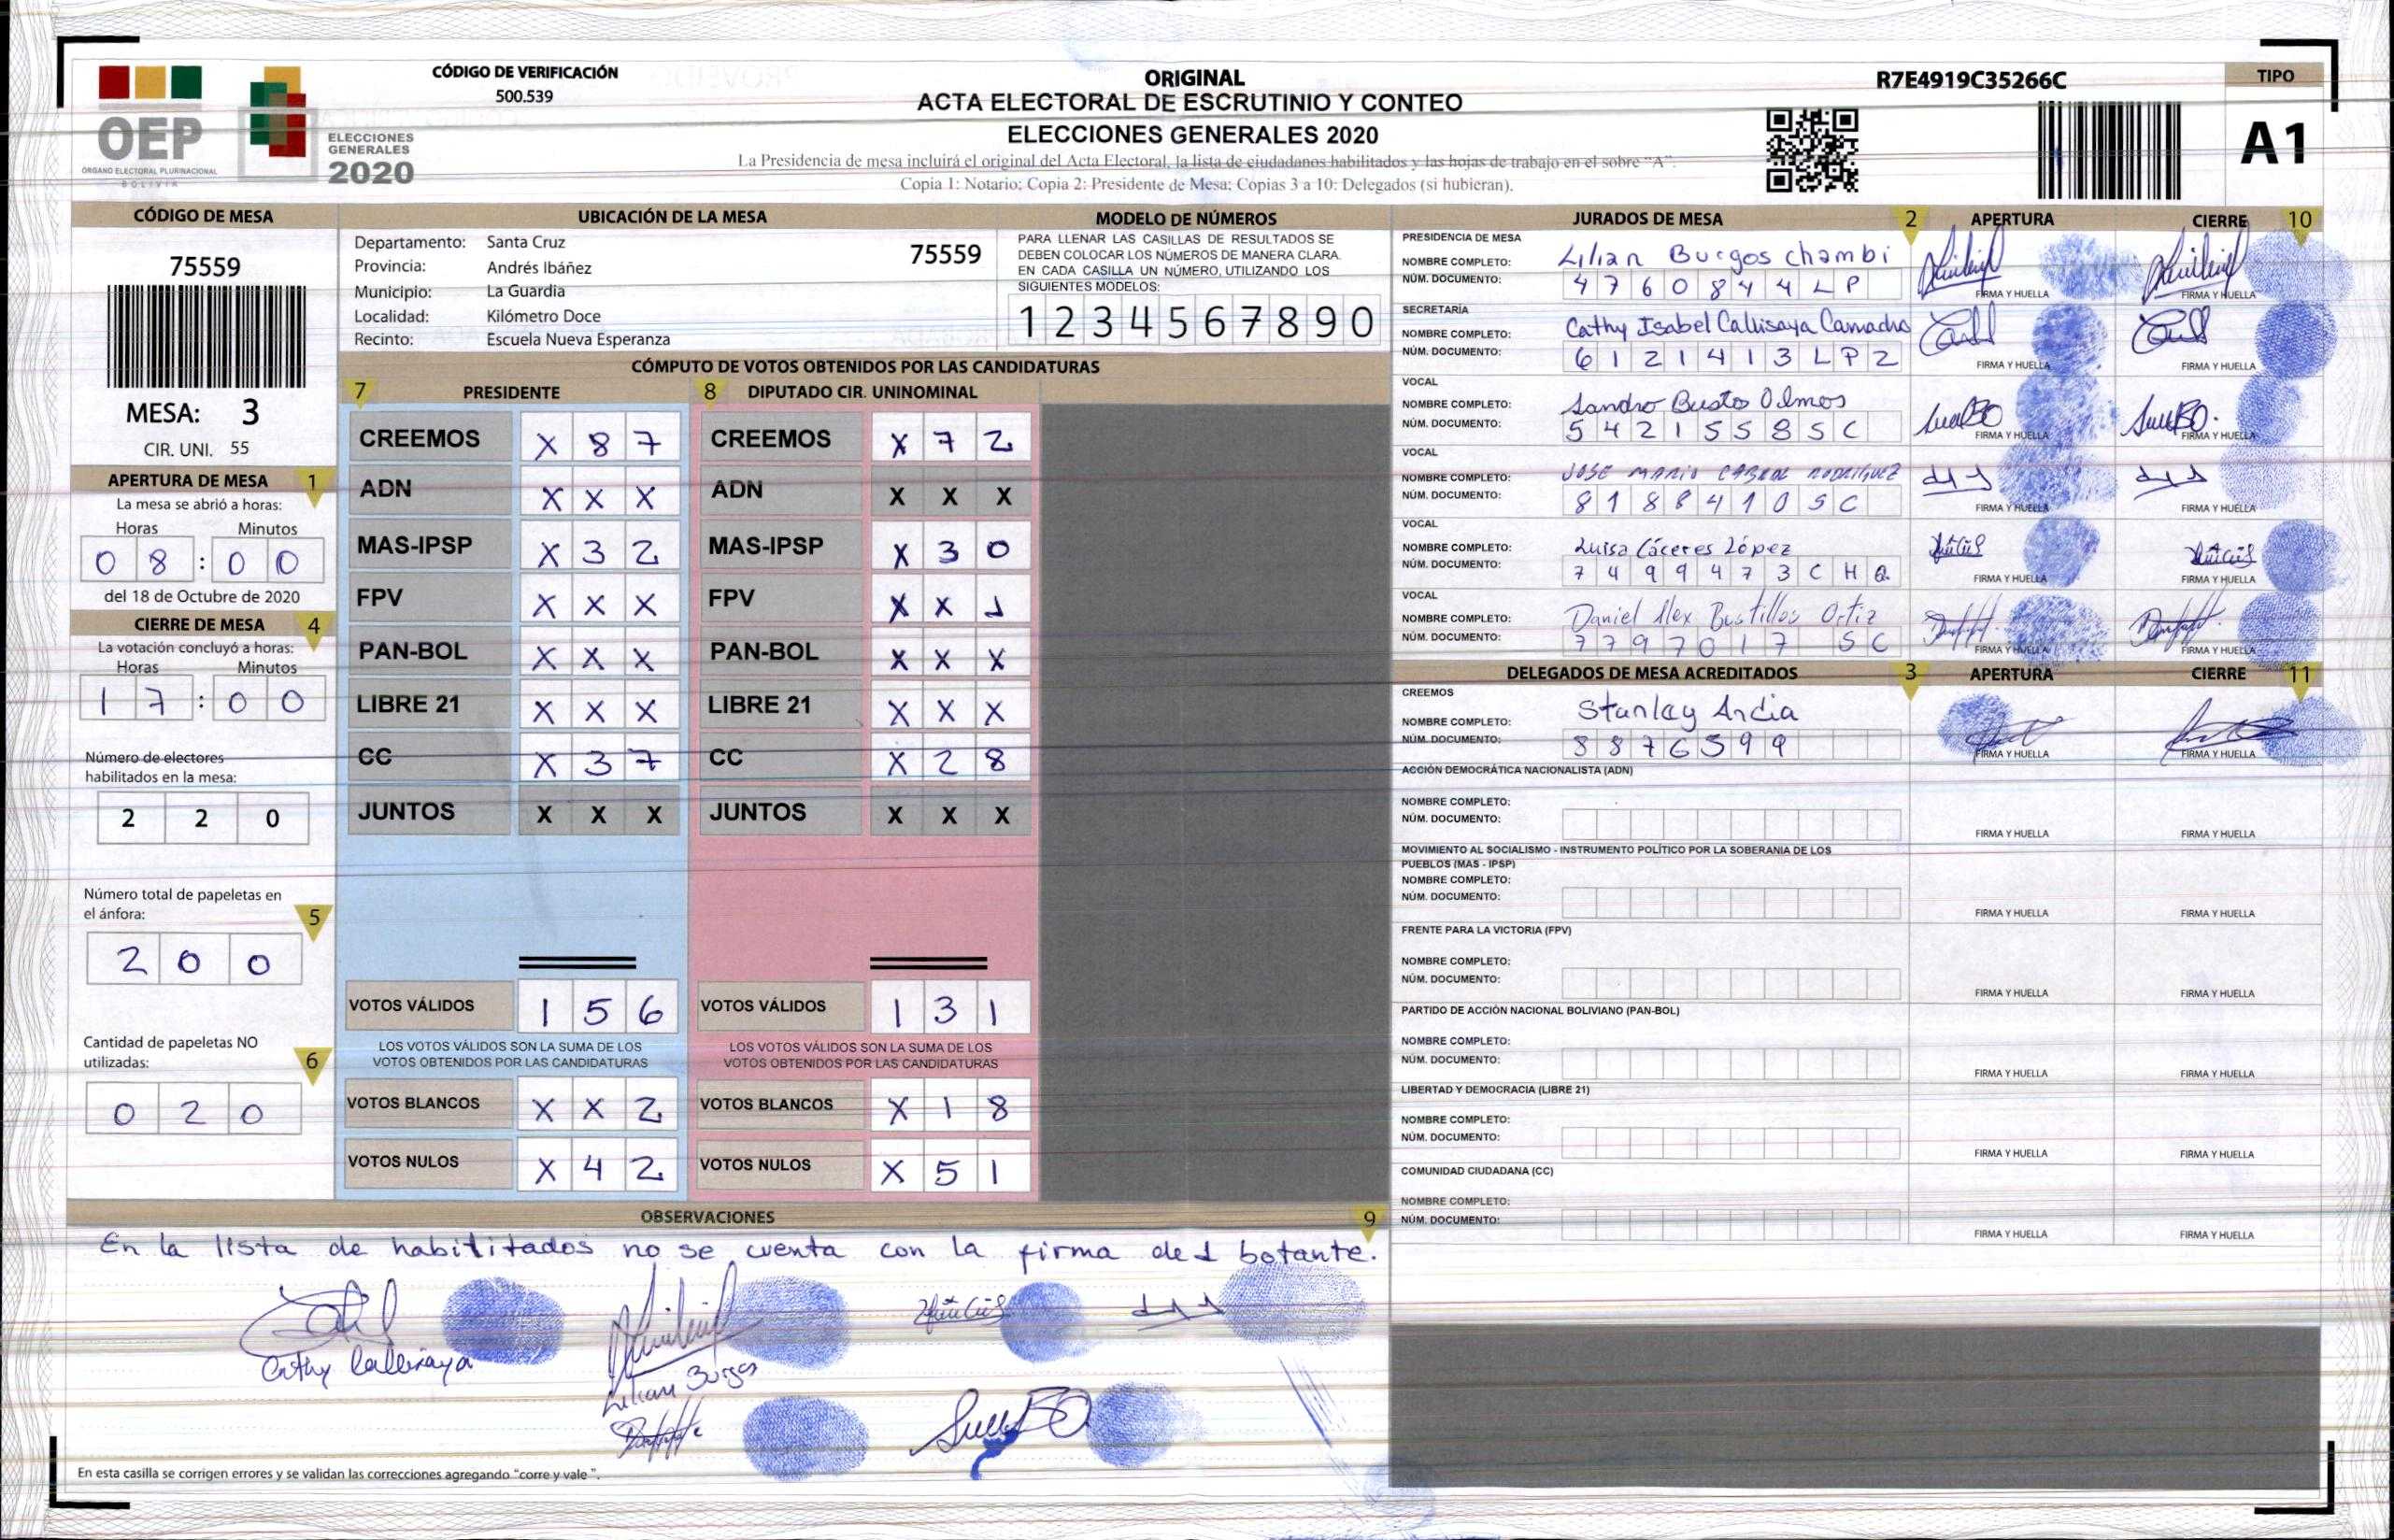 CÓDIGO DE VERIFICACIÓN
500.539
OEP
ÓRGANO ELECTORAL PLURINACIONAL
BOLIVIA
ELECCIONES
GENERALES
2020
ORIGINAL
ACTA ELECTORAL DE ESCRUTINIO Y CONTEO
ELECCIONES GENERALES 2020
La Presidencia de mesa incluirá el original del Acta Electoral, la lista de ciudadanos habilitados y las hojas de trabajo en el sobre "A".
Copia 1: Notario; Copia 2: Presidente de Mesa; Copias 3 a 10: Delegados (si hubieran).
R7E4919C35266C
TIPO
A1
CÓDIGO DE MESA
75559
MESA: 3
CIR. UNI. 55
APERTURA DE MESA 1
La mesa se abrió a horas:
Horas Minutos
0 8 : 0 0
del 18 de Octubre de 2020
CIERRE DE MESA 4
La votación concluyó a horas:
Horas Minutos
1 7 : 0 0
Número de electores
habilitados en la mesa:
2 2 0
Número total de papeletas en
el ánfora: 5
2 0 0
Cantidad de papeletas NO
utilizadas: 6
0 2 0
UBICACIÓN DE LA MESA
Departamento: Santa Cruz 75559
Provincia: Andrés Ibáñez
Municipio: La Guardia
Localidad: Kilómetro Doce
Recinto: Escuela Nueva Esperanza
MODELO DE NÚMEROS
PARA LLENAR LAS CASILLAS DE RESULTADOS SE
DEBEN COLOCAR LOS NÚMEROS DE MANERA CLARA.
EN CADA CASILLA UN NÚMERO, UTILIZANDO LOS
SIGUIENTES MODELOS:
1 2 3 4 5 6 7 8 9 0
CÓMPUTO DE VOTOS OBTENIDOS POR LAS CANDIDATURAS
7 PRESIDENTE 8 DIPUTADO CIR. UNINOMINAL
CREEMOS X 8 7 CREEMOS X 7 2
ADN X X X ADN X X X
MAS-IPSP X 3 2 MAS-IPSP X 3 0
FPV X X X FPV X X 1
PAN-BOL X X X PAN-BOL X X X
LIBRE 21 X X X LIBRE 21 X X X
CC X 3 7 CC X 2 8
JUNTOS X X X JUNTOS X X X
VOTOS VÁLIDOS 1 5 6 VOTOS VÁLIDOS 1 3 1
LOS VOTOS VÁLIDOS SON LA SUMA DE LOS LOS VOTOS VÁLIDOS SON LA SUMA DE LOS
VOTOS OBTENIDOS POR LAS CANDIDATURAS VOTOS OBTENIDOS POR LAS CANDIDATURAS
VOTOS BLANCOS X X 2 VOTOS BLANCOS X 1 8
VOTOS NULOS X 4 2 VOTOS NULOS X 5 1
OBSERVACIONES 9
En la lista de habilitados no se cuenta con la firma de 1 botante.
Cathy Callisaya
Lilian Burgos
En esta casilla se corrigen errores y se validan las correcciones agregando "corre y vale".
JURADOS DE MESA 2 APERTURA CIERRE 10
PRESIDENCIA DE MESA
NOMBRE COMPLETO: Lilian Burgos Chambi
NÚM. DOCUMENTO: 4 7 6 0 8 4 4 L P FIRMA Y HUELLA FIRMA Y HUELLA
SECRETARÍA
NOMBRE COMPLETO: Cathy Isabel Callisaya Camacho
NÚM. DOCUMENTO: 6 1 2 1 4 1 3 L P Z FIRMA Y HUELLA FIRMA Y HUELLA
VOCAL
NOMBRE COMPLETO: Sandro Busto Olmos
NÚM. DOCUMENTO: 5 4 2 1 5 5 8 S C FIRMA Y HUELLA FIRMA Y HUELLA
VOCAL
NOMBRE COMPLETO: JOSE MARIO CABRAL RODRIGUEZ
NÚM. DOCUMENTO: 8 1 8 8 4 1 0 S C FIRMA Y HUELLA FIRMA Y HUELLA
VOCAL
NOMBRE COMPLETO: Luisa Cáceres López
NÚM. DOCUMENTO: 7 4 9 9 4 7 3 C H Q. FIRMA Y HUELLA FIRMA Y HUELLA
VOCAL
NOMBRE COMPLETO: Daniel Alex Bustillos Ortiz
NÚM. DOCUMENTO: 7 7 9 7 0 1 7 S C FIRMA Y HUELLA FIRMA Y HUELLA
DELEGADOS DE MESA ACREDITADOS 3 APERTURA CIERRE 11
CREEMOS
NOMBRE COMPLETO: Stanley Ardia
NÚM. DOCUMENTO: 8 8 7 6 5 9 9 FIRMA Y HUELLA FIRMA Y HUELLA
ACCIÓN DEMOCRÁTICA NACIONALISTA (ADN)
NOMBRE COMPLETO:
NÚM. DOCUMENTO: FIRMA Y HUELLA FIRMA Y HUELLA
MOVIMIENTO AL SOCIALISMO - INSTRUMENTO POLÍTICO POR LA SOBERANIA DE LOS
PUEBLOS (MAS - IPSP)
NOMBRE COMPLETO:
NÚM. DOCUMENTO: FIRMA Y HUELLA FIRMA Y HUELLA
FRENTE PARA LA VICTORIA (FPV)
NOMBRE COMPLETO:
NÚM. DOCUMENTO: FIRMA Y HUELLA FIRMA Y HUELLA
PARTIDO DE ACCIÓN NACIONAL BOLIVIANO (PAN-BOL)
NOMBRE COMPLETO:
NÚM. DOCUMENTO: FIRMA Y HUELLA FIRMA Y HUELLA
LIBERTAD Y DEMOCRACIA (LIBRE 21)
NOMBRE COMPLETO:
NÚM. DOCUMENTO: FIRMA Y HUELLA FIRMA Y HUELLA
COMUNIDAD CIUDADANA (CC)
NOMBRE COMPLETO:
NÚM. DOCUMENTO: FIRMA Y HUELLA FIRMA Y HUELLA